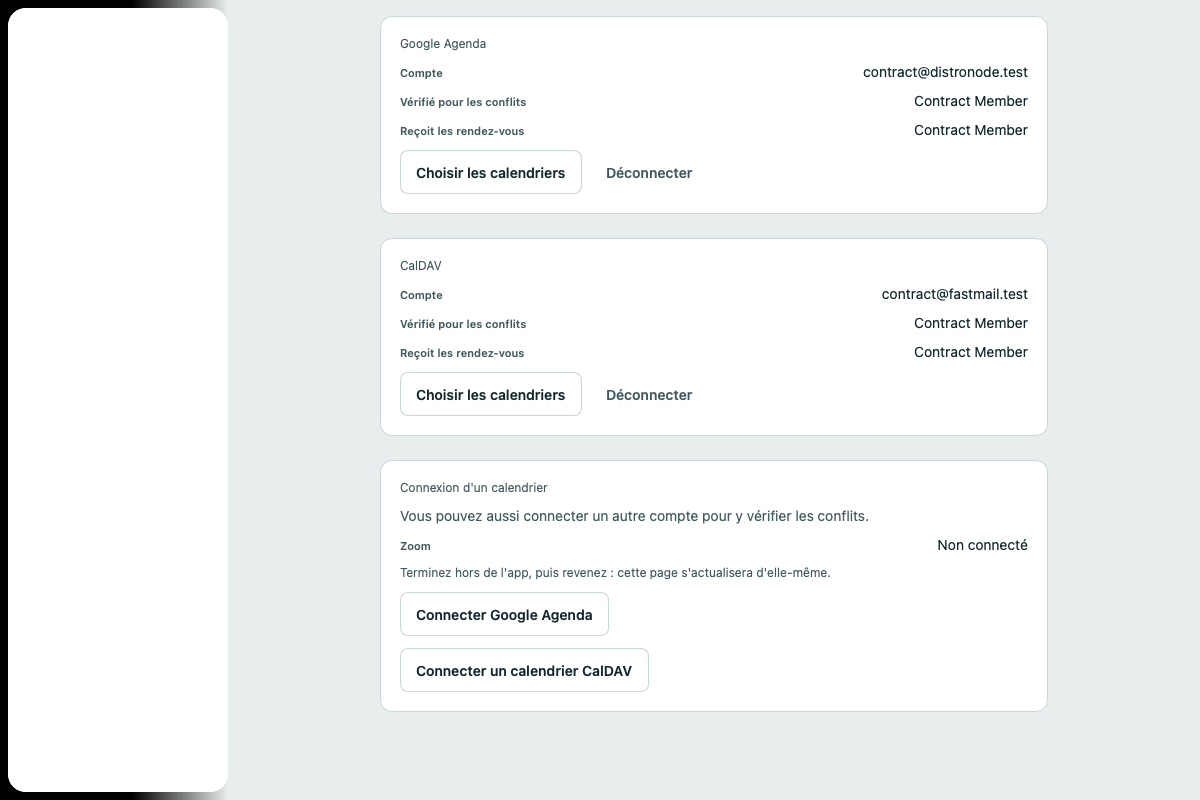 Google Agenda
Compte contract@distronode.test
Vérifié pour les conflits Contract Member
Reçoit les rendez-vous Contract Member
Choisir les calendriers Déconnecter
CalDAV
Compte contract@fastmail.test
Vérifié pour les conflits Contract Member
Reçoit les rendez-vous Contract Member
Choisir les calendriers Déconnecter
Connexion d'un calendrier
Vous pouvez aussi connecter un autre compte pour y vérifier les conflits.
Zoom Non connecté
Terminez hors de l'app, puis revenez : cette page s'actualisera d'elle-même.
Connecter Google Agenda
Connecter un calendrier CalDAV